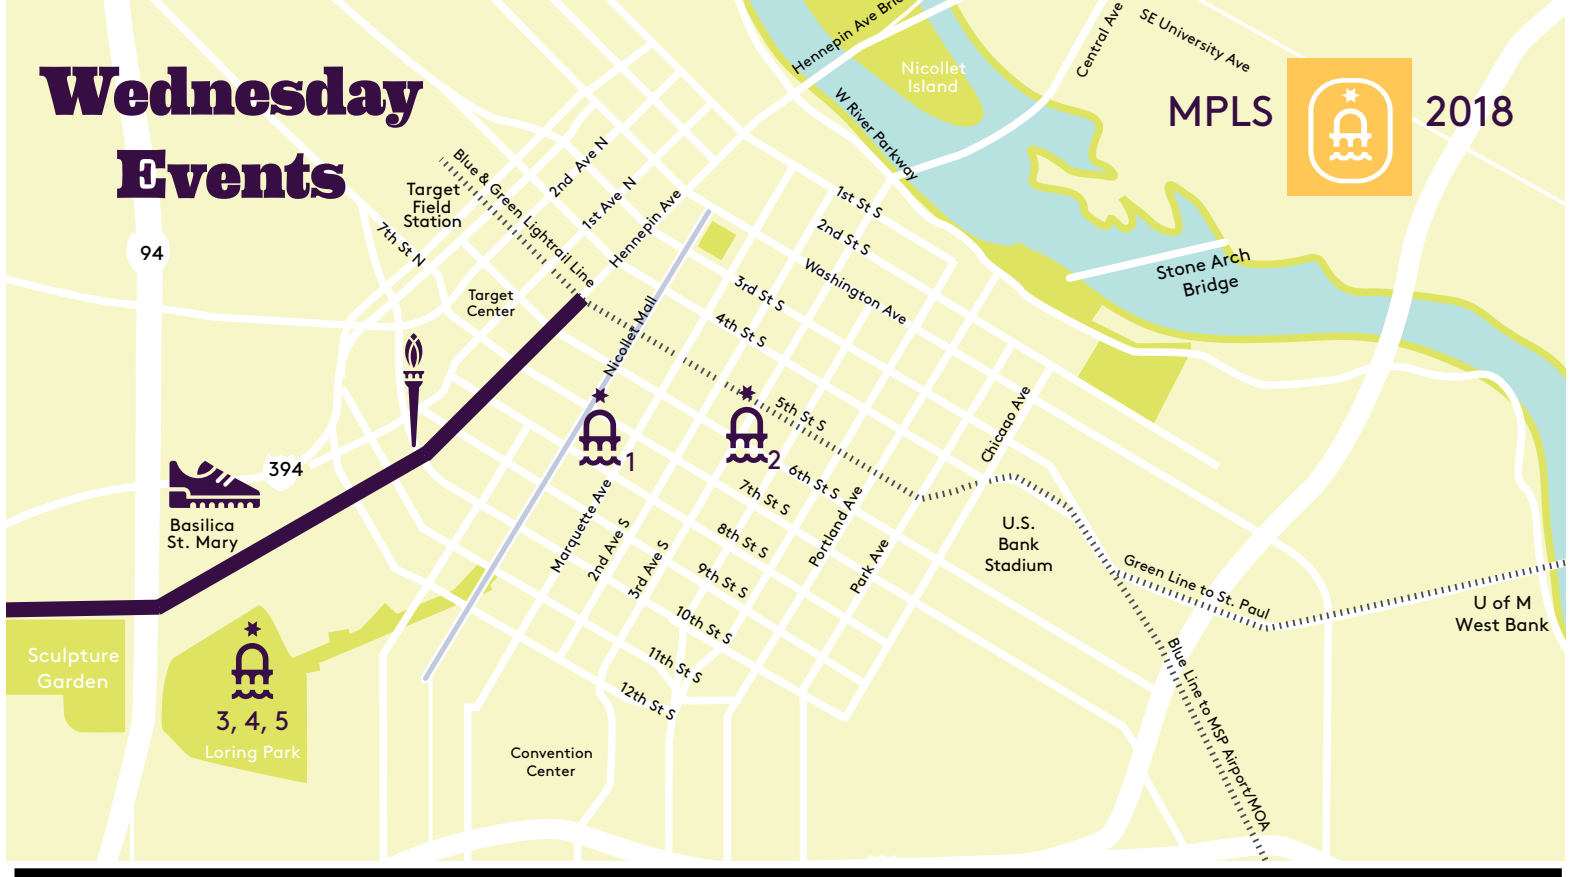 Wednesday
Events
MPLS
2018
Hennepin Ave Bri
Nicollet
Island
Central Ave
SE University Ave
W River Parkway
Blue & Green Lightrail Line
2nd Ave N
1st Ave N
Hennepin Ave
Target
Field
Station
7th St N
94
Target
Center
Nicollet Mall
1st St S
2nd St S
Washington Ave
3rd St S
4th St S
Stone Arch
Bridge
5th St S
6th St S
7th St S
8th St S
9th St S
10th St S
11th St S
12th St S
1
2
394
Basilica
St. Mary
Marquette Ave
2nd Ave S
3rd Ave S
Portland Ave
Park Ave
Chicago Ave
U.S.
Bank
Stadium
Green Line to St. Paul
U of M
West Bank
Blue Line to MSP Airport/MOA
Sculpture
Garden
3, 4, 5
Loring Park
Convention
Center